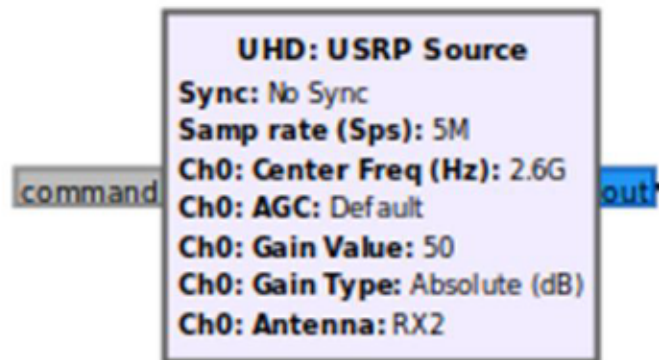 UHD: USRP Source
Sync: No Sync
Samp rate (Sps): 5M
Ch0: Center Freq (Hz): 2.6G
command
out
Ch0: AGC: Default
Ch0: Gain Value: 50
Ch0: Gain Type: Absolute (dB)
Ch0: Antenna: RX2